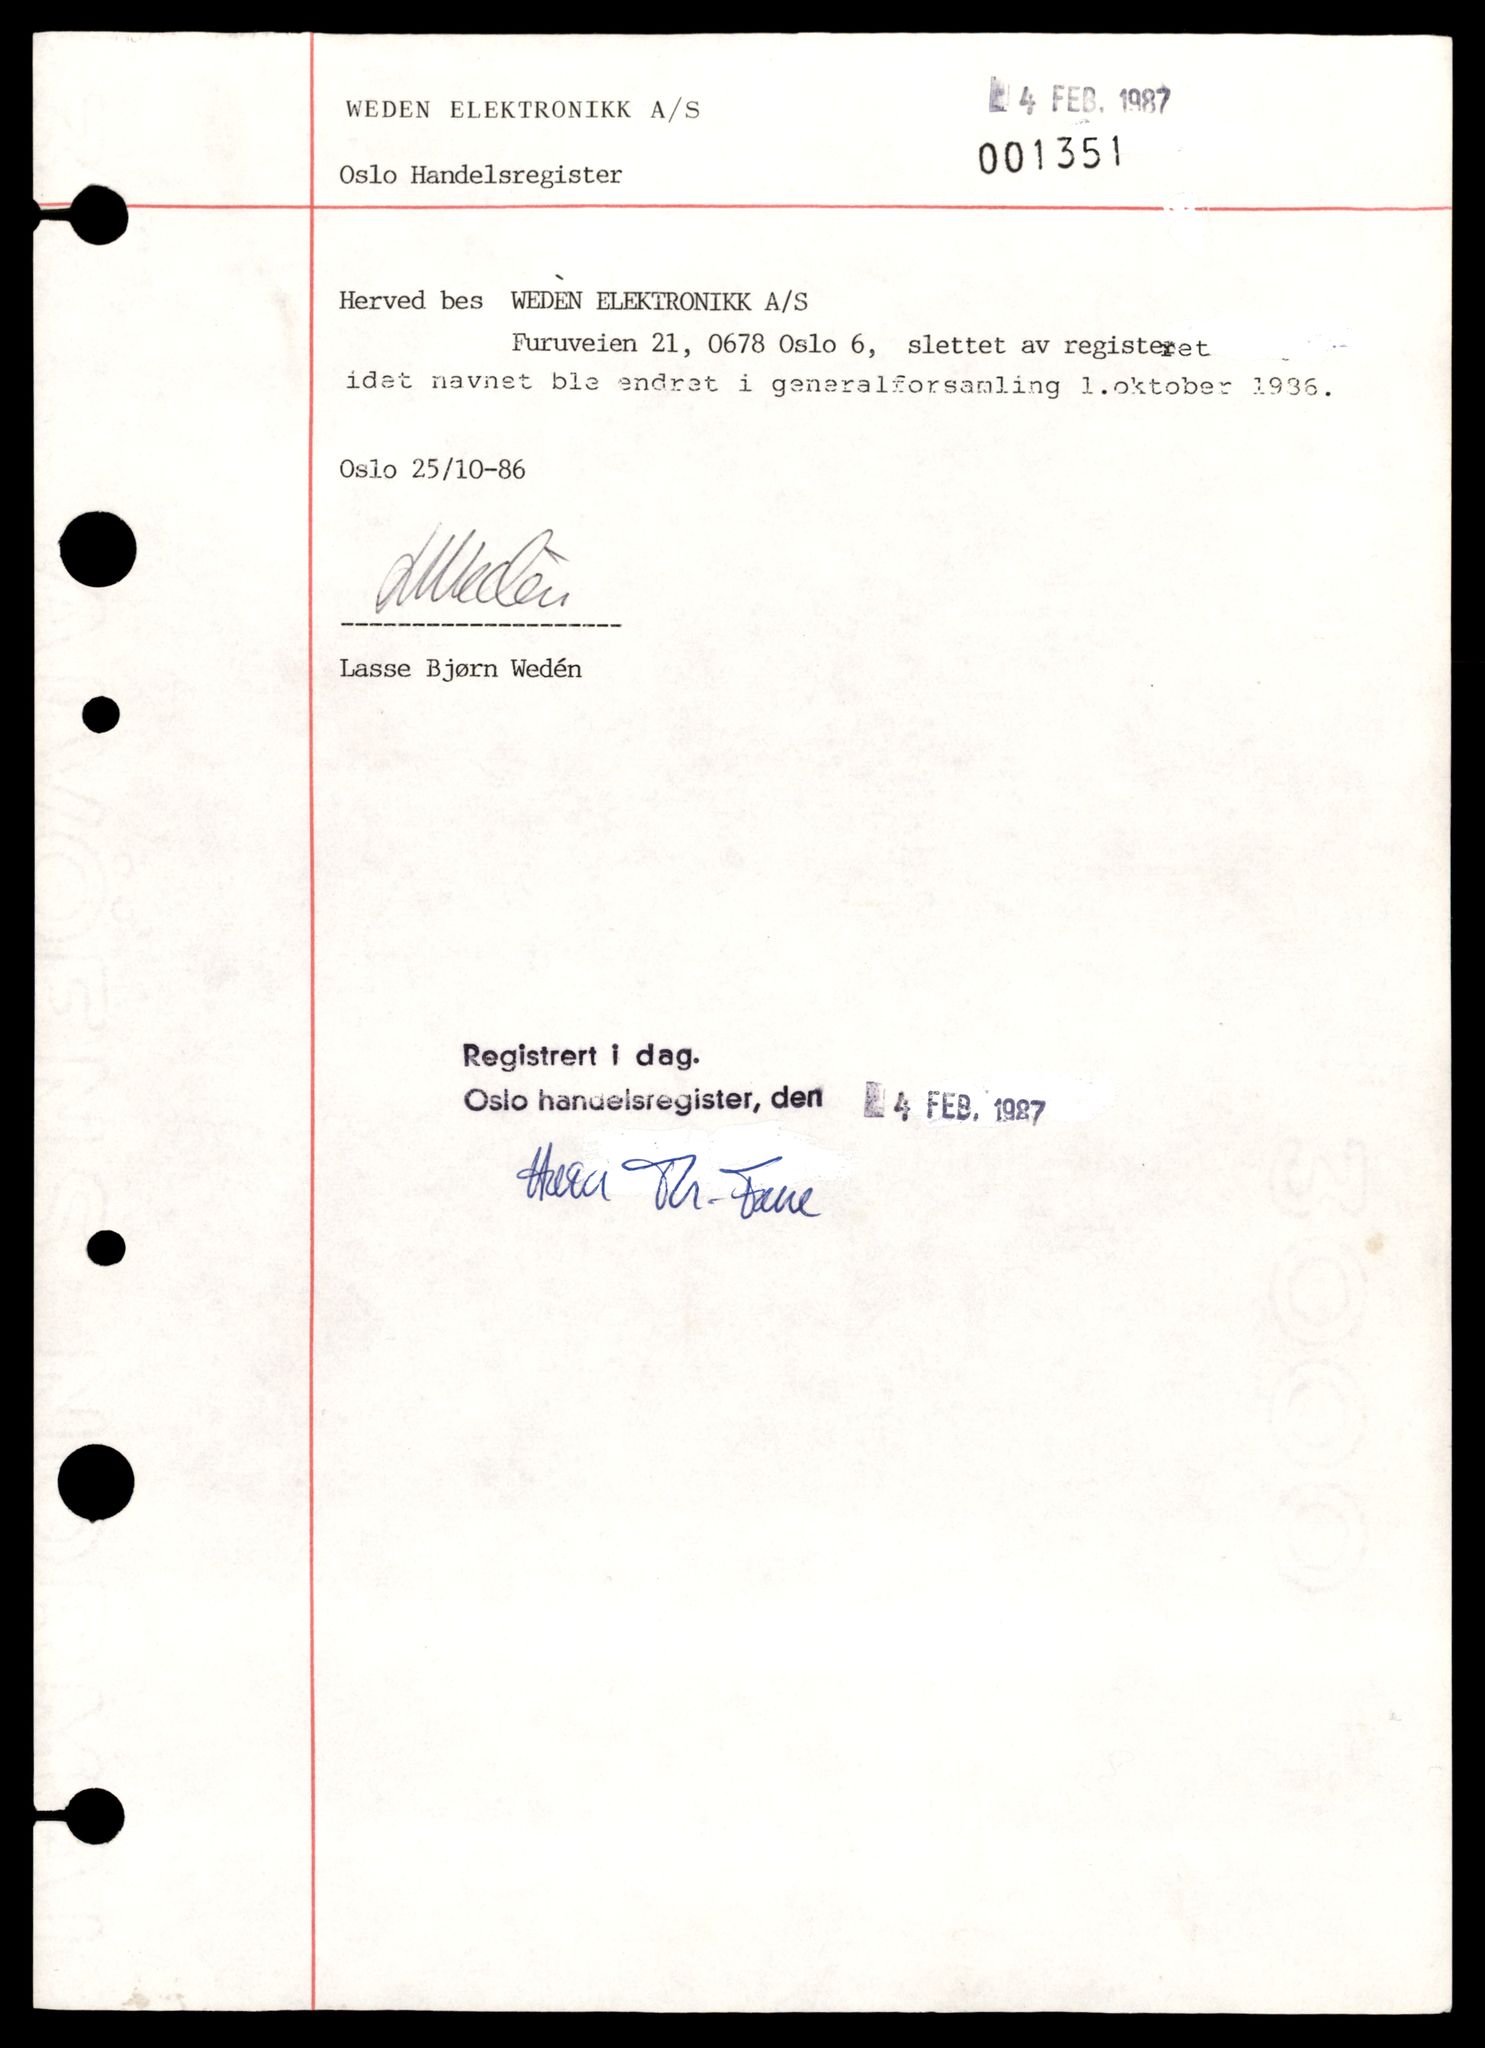 WEDEN ELEKTRONIKK A/S
4 FEB. 1987
001351
Oslo Handelsregister
Herved bes WEDÈN ELEKTRONIKK A/S
Furuveien 21, 0678 Oslo 6, slettet av registeret
idet navnet ble endret i generalforsamling 1.oktober 1986.
Oslo 25/10-86
Lasse Bjørn Wedén
Registrert i dag.
Oslo handelsregister, den 4 FEB. 1987